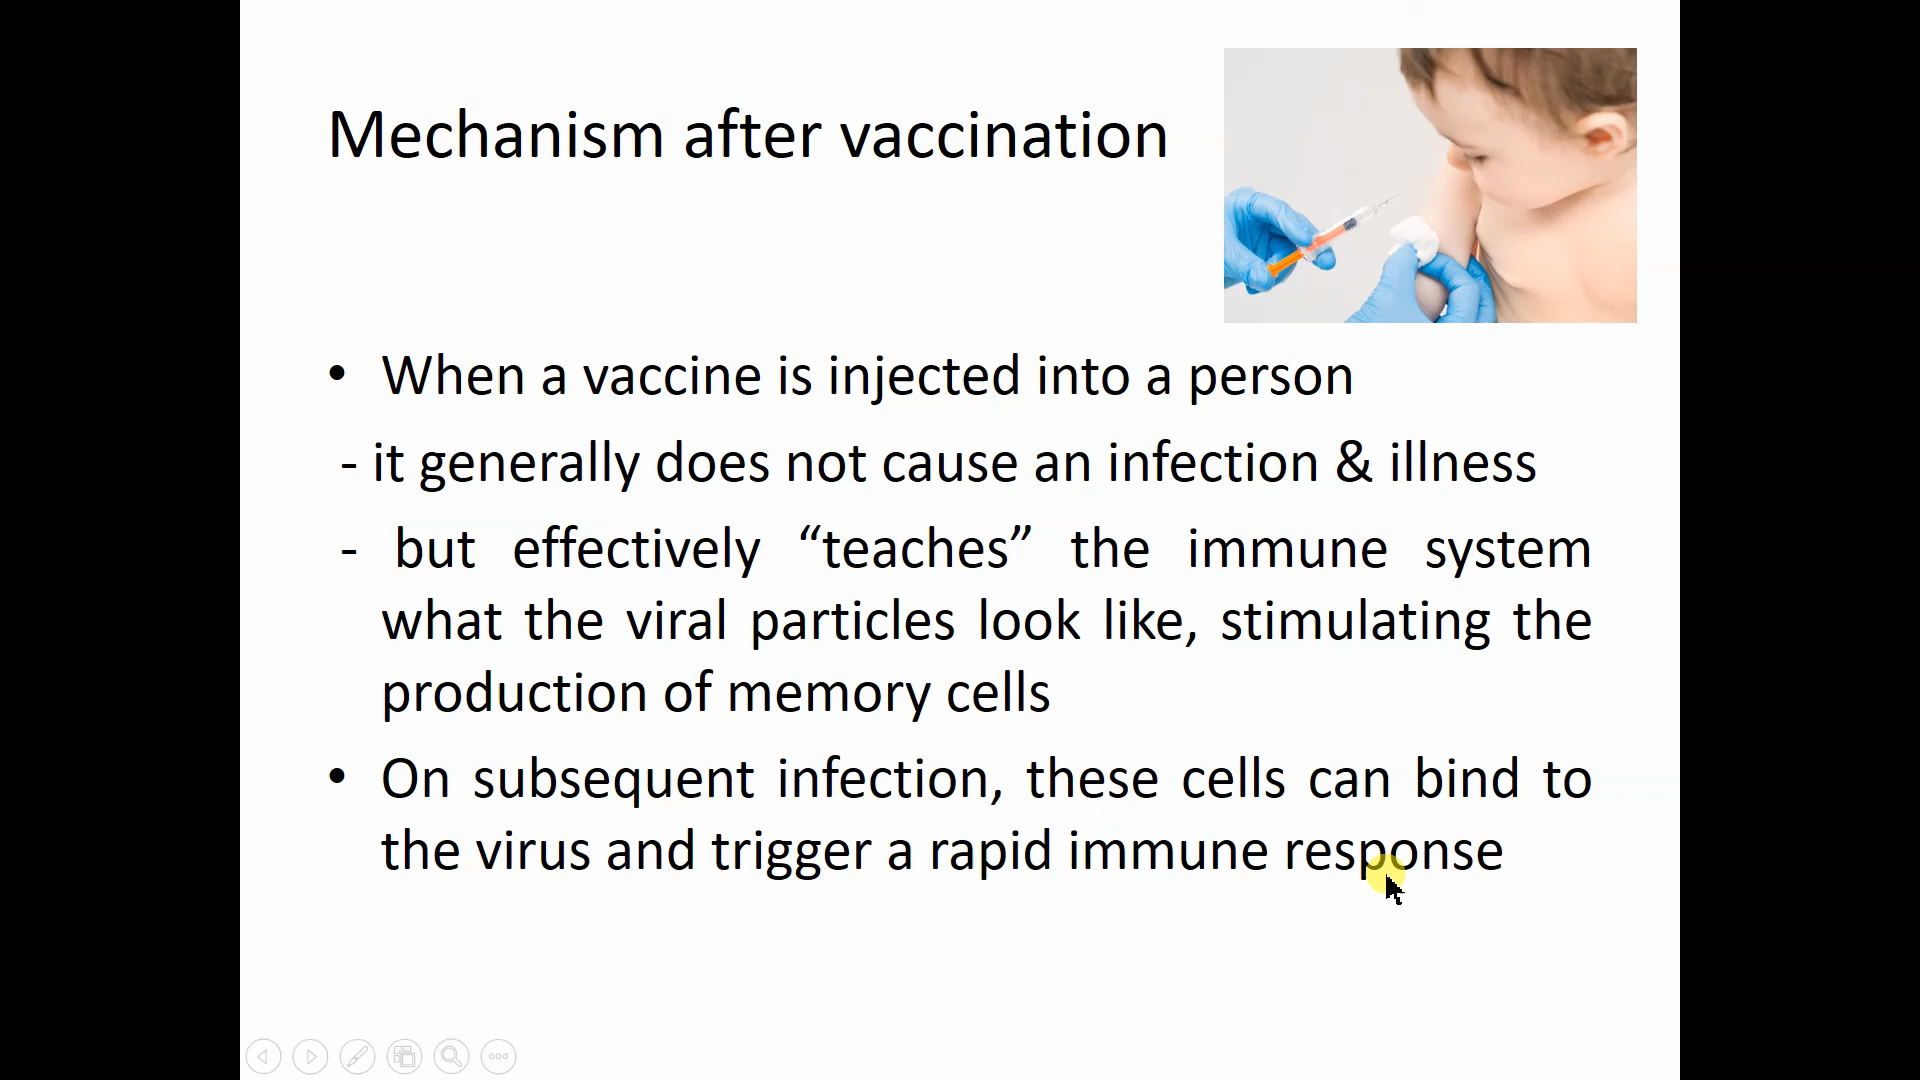 Mechanism after vaccination
• When a vaccine is injected into a person
- it generally does not cause an infection & illness
- but effectively “teaches” the immune system
what the viral particles look like, stimulating the
production of memory cells
• On subsequent infection, these cells can bind to
the virus and trigger a rapid immune response